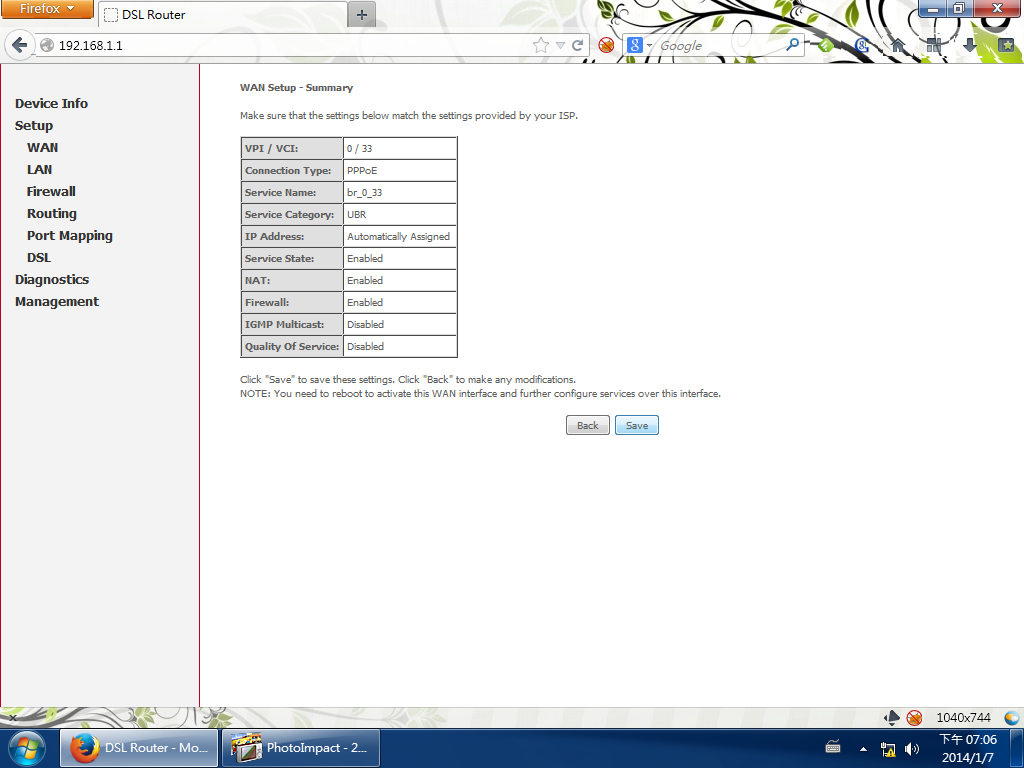 Firefox
DSL Router
192.168.1.1
Google
Device Info
Setup
WAN
LAN
Firewall
Routing
Port Mapping
DSL
Diagnostics
Management
WAN Setup - Summary
Make sure that the settings below match the settings provided by your ISP.
VPI / VCI: 0 / 33
Connection Type: PPPoE
Service Name: br_0_33
Service Category: UBR
IP Address: Automatically Assigned
Service State: Enabled
NAT: Enabled
Firewall: Enabled
IGMP Multicast: Disabled
Quality Of Service: Disabled
Click "Save" to save these settings. Click "Back" to make any modifications.
NOTE: You need to reboot to activate this WAN interface and further configure services over this interface.
Back Save
1040x744
DSL Router - Mo...
PhotoImpact - 2...
下午 07:06
2014/1/7